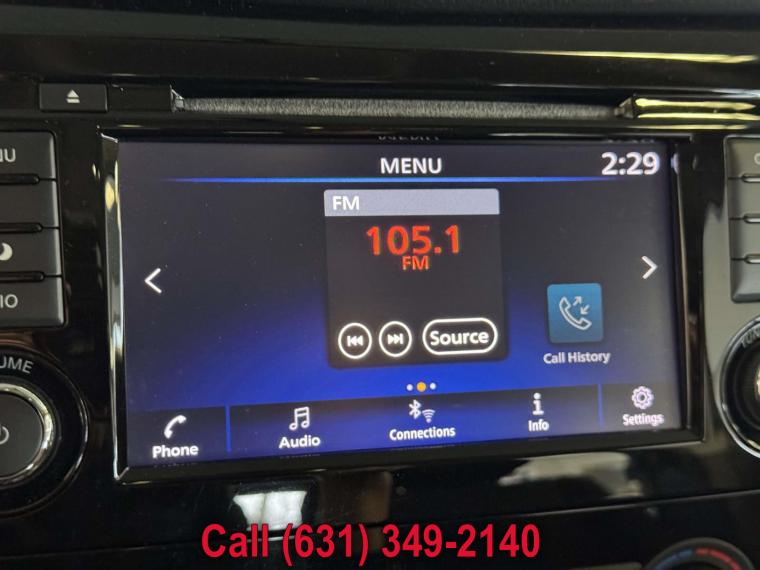 MENU
2:29
FM
105.1
FM
Source
Call History
Phone
Audio
Connections
Info
Settings
Call (631) 349-2140